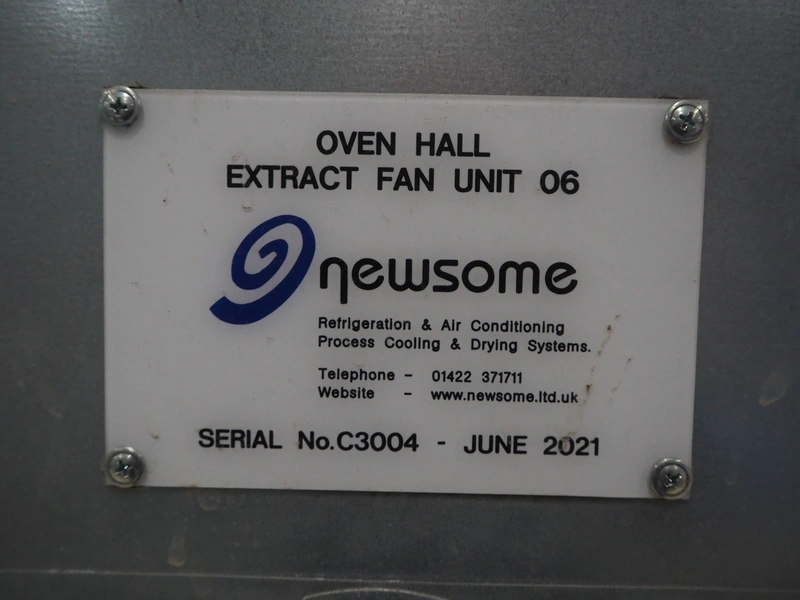 OVEN HALL
EXTRACT FAN UNIT 06
newsome
Refrigeration & Air Conditioning
Process Cooling & Drying Systems.
Telephone - 01422 371711
Website - www.newsome.ltd.uk
SERIAL No.C3004 - JUNE 2021